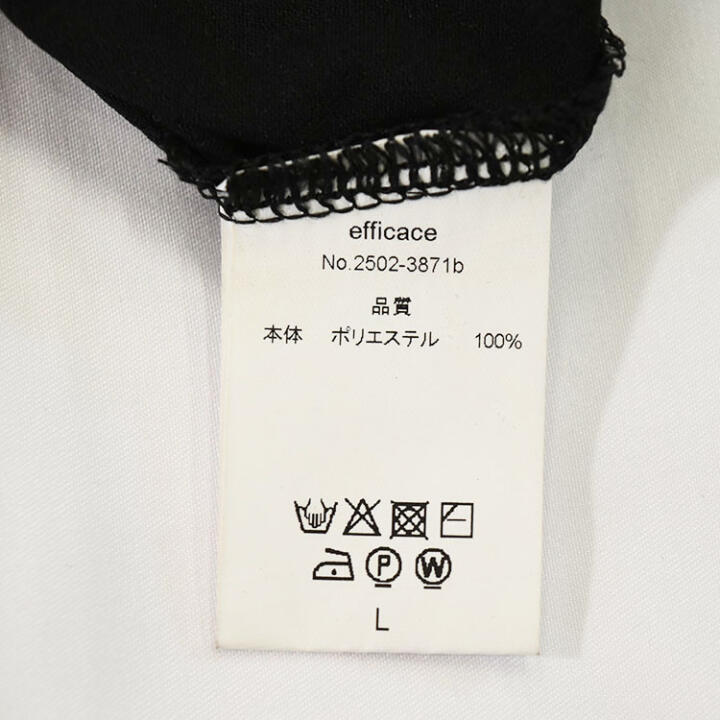 efficace
No.2502-3871b
品質
本体 ポリエステル 100%
P W
L